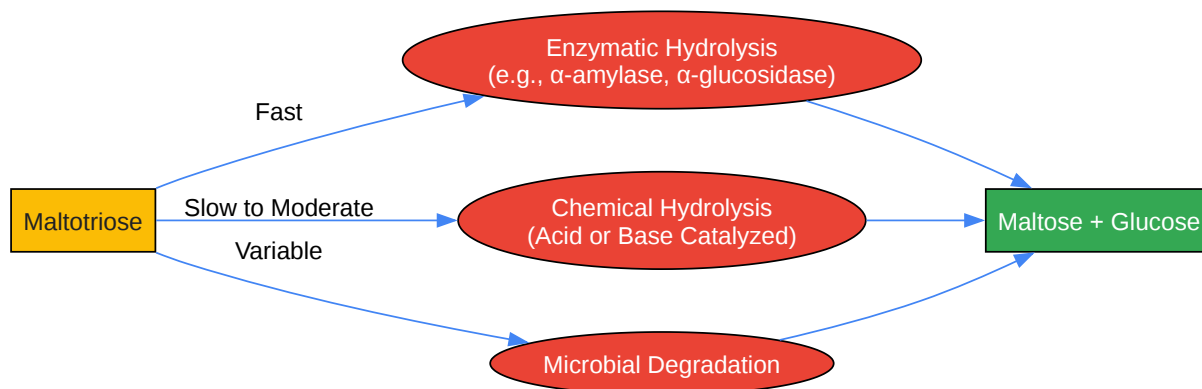 Enzymatic Hydrolysis
(e.g., α-amylase, α-glucosidase)
Fast
Maltotriose
Slow to Moderate
Chemical Hydrolysis
(Acid or Base Catalyzed)
Maltose + Glucose
Variable
Microbial Degradation